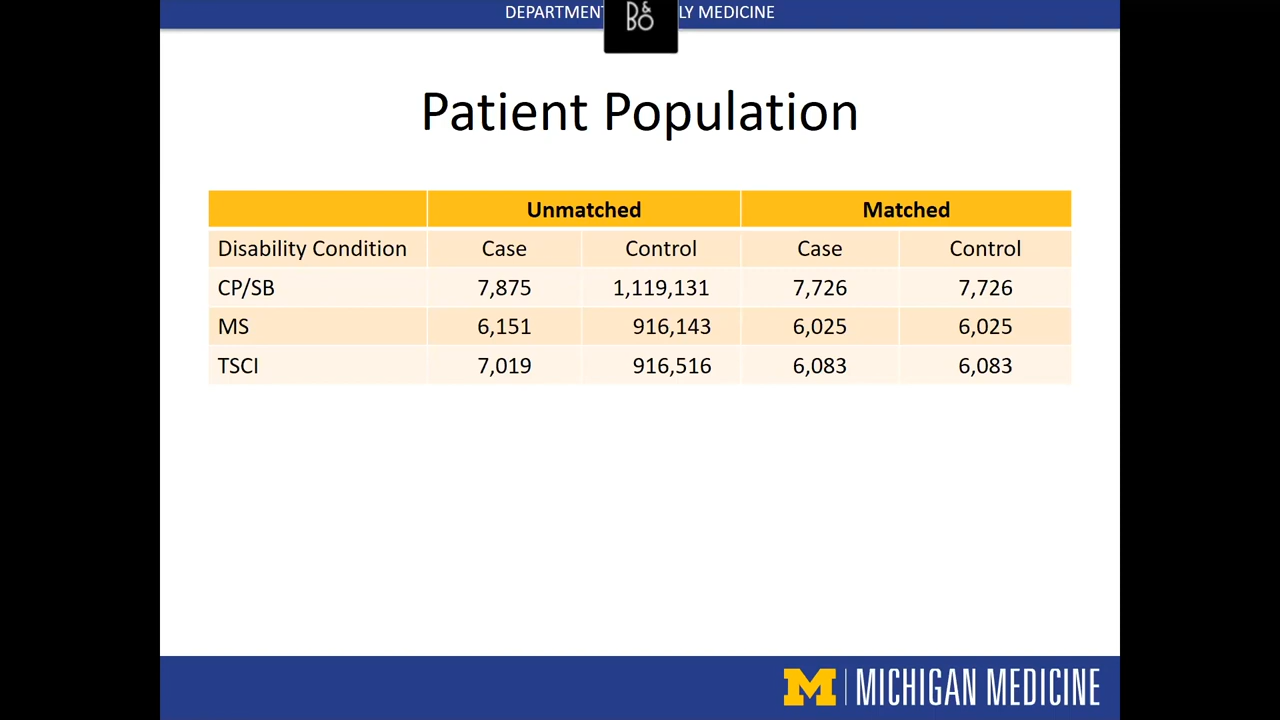 DEPARTMENT LY MEDICINE
B&O
Patient Population
Unmatched Matched
Disability Condition Case Control Case Control
CP/SB 7,875 1,119,131 7,726 7,726
MS 6,151 916,143 6,025 6,025
TSCI 7,019 916,516 6,083 6,083
M MICHIGAN MEDICINE